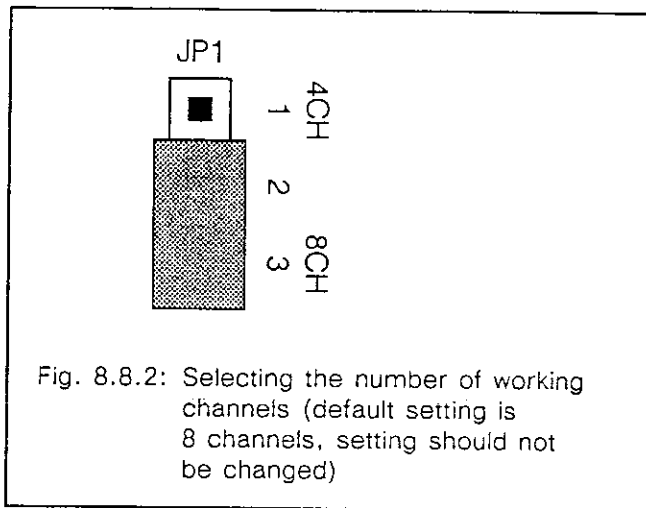 JP1
1 4CH
2
3 8CH
Fig. 8.8.2: Selecting the number of working
channels (default setting is
8 channels, setting should not
be changed)